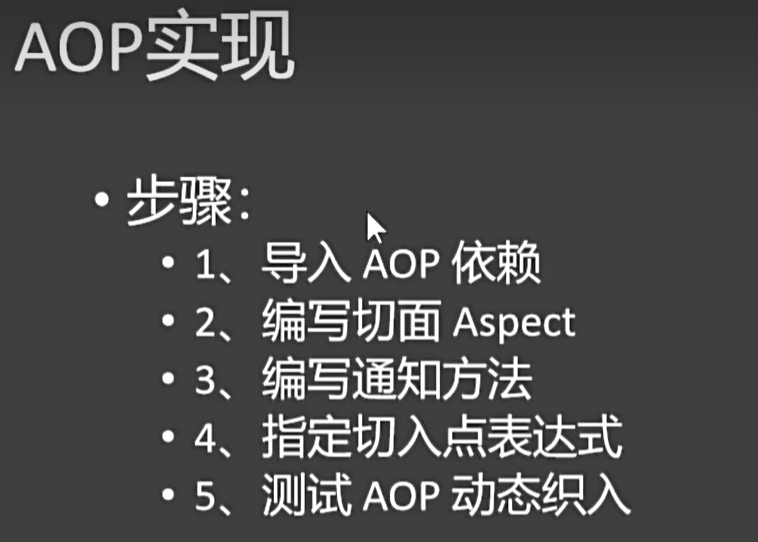 AOP实现
• 步骤：
• 1、导入 AOP 依赖
• 2、编写切面 Aspect
• 3、编写通知方法
• 4、指定切入点表达式
• 5、测试 AOP 动态织入